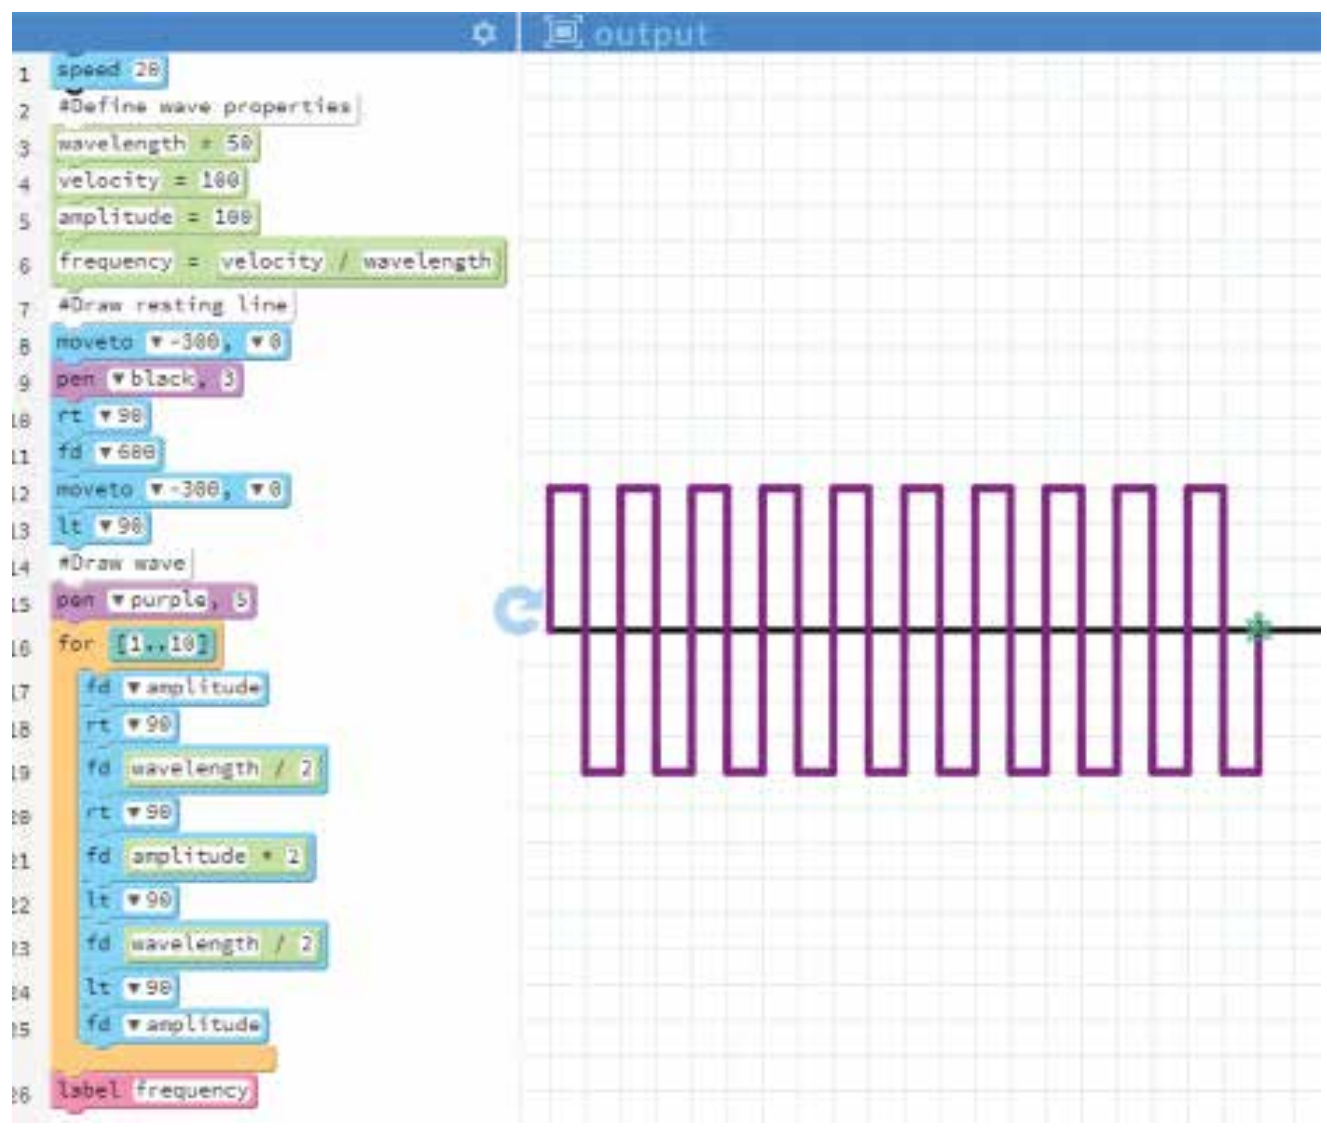 output
1 speed 20
2 #Define wave properties
3 wavelength = 50
4 velocity = 100
5 amplitude = 100
6 frequency = velocity / wavelength
7 #Draw resting line
8 moveto ▼-300, ▼0
9 pen ▼black, 3
10 rt ▼90
11 fd ▼600
12 moveto ▼-300, ▼0
13 lt ▼90
14 #Draw wave
15 pen ▼purple, 5
16 for [1..10]
17 fd ▼amplitude
18 rt ▼90
19 fd wavelength / 2
20 rt ▼90
21 fd amplitude * 2
22 lt ▼90
23 fd wavelength / 2
24 lt ▼90
25 fd ▼amplitude
26 label frequency